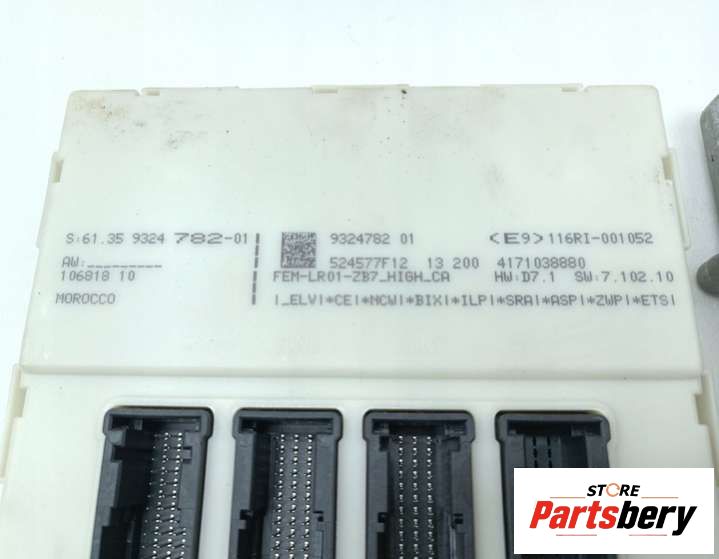 S:61.35 9324 782-01
AW:_________
106818 10
MOROCCO
9324782 01
524577F12 13 200
FEM-LR01-ZB7_HIGH_CA
<E9>116RI-001052
4171038880
HW:D7.1 SW:7.102.10
|_ELV|*CE|*NCW|*BIX|*ILP|*SRA|*ASP|*ZWP|*ETS|
STORE
Partsbery